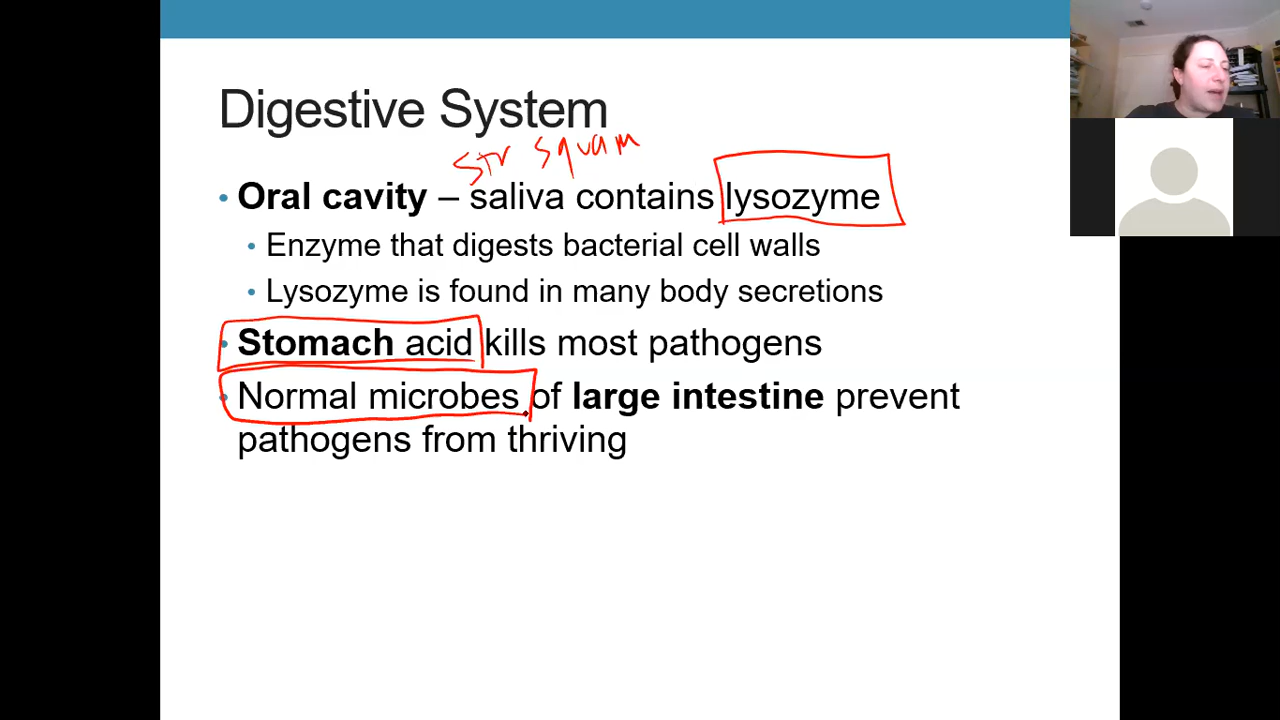 Digestive System
str squam
• Oral cavity – saliva contains lysozyme
• Enzyme that digests bacterial cell walls
• Lysozyme is found in many body secretions
• Stomach acid kills most pathogens
• Normal microbes of large intestine prevent
pathogens from thriving